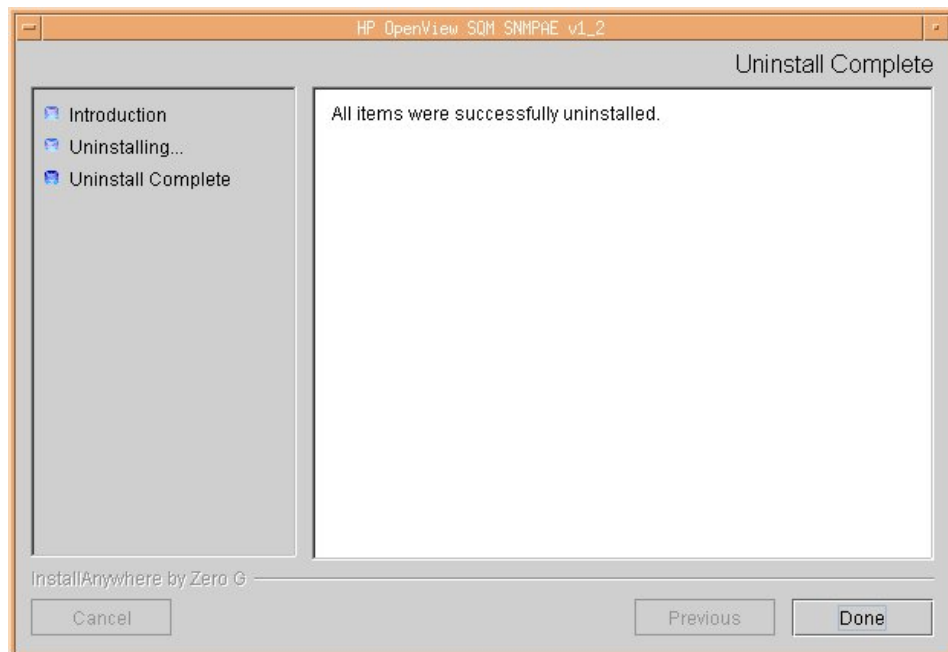 HP OpenView SQM SNMPAE v1_2
Uninstall Complete
Introduction
Uninstalling...
Uninstall Complete
All items were successfully uninstalled.
InstallAnywhere by Zero G
Cancel
Previous
Done